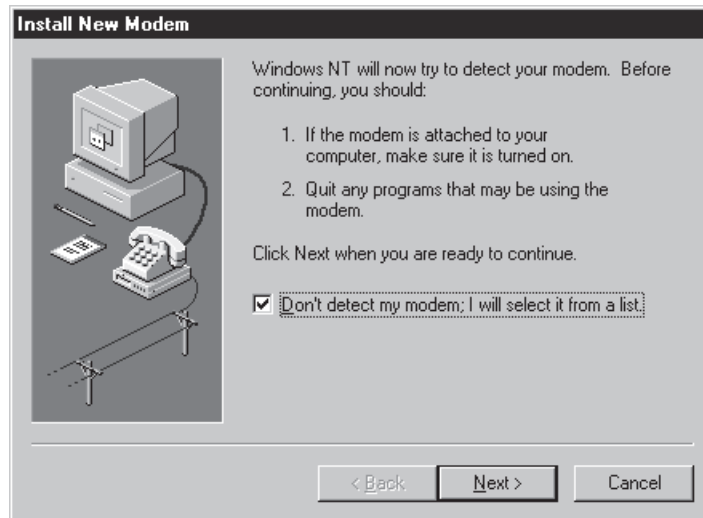 Install New Modem
Windows NT will now try to detect your modem. Before
continuing, you should:
1. If the modem is attached to your
computer, make sure it is turned on.
2. Quit any programs that may be using the
modem.
Click Next when you are ready to continue.
Don't detect my modem; I will select it from a list.
< Back
Next >
Cancel